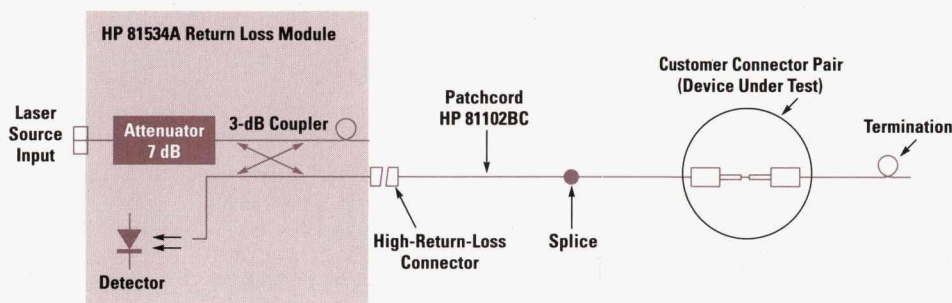 HP 81534A Return Loss Module
Laser
Source
Input
Attenuator
7 dB
3-dB Coupler
Detector
High-Return-Loss
Connector
Patchcord
HP 81102BC
Splice
Customer Connector Pair
(Device Under Test)
Termination